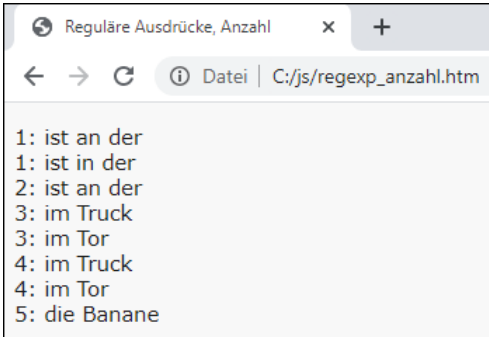 Reguläre Ausdrücke, Anzahl
Datei | C:/js/regexp_anzahl.htm
1: ist an der
1: ist in der
2: ist an der
3: im Truck
3: im Tor
4: im Truck
4: im Tor
5: die Banane